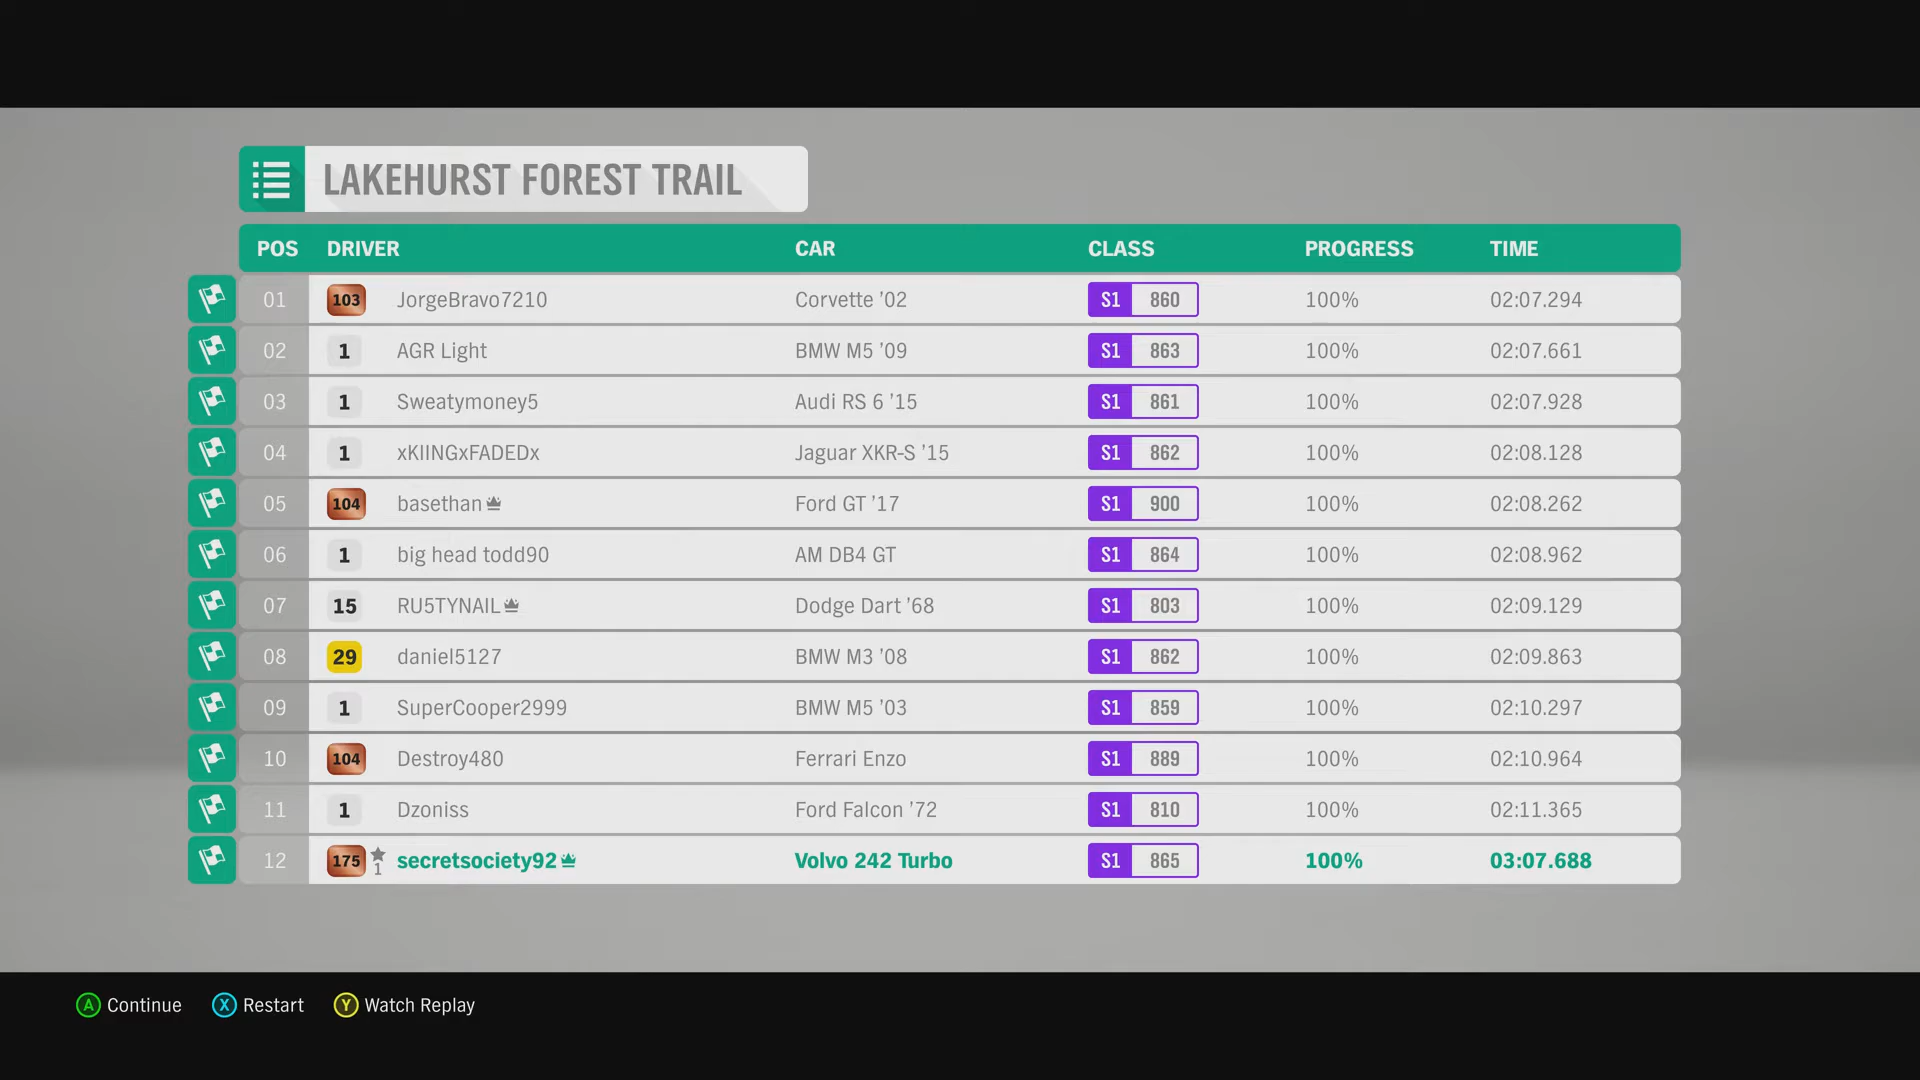 LAKEHURST FOREST TRAIL
POS DRIVER CAR CLASS PROGRESS TIME
01 103 JorgeBravo7210 Corvette ’02 S1 860 100% 02:07.294
02 1 AGR Light BMW M5 ’09 S1 863 100% 02:07.661
03 1 Sweatymoney5 Audi RS 6 ’15 S1 861 100% 02:07.928
04 1 xKIINGxFADEDx Jaguar XKR-S ’15 S1 862 100% 02:08.128
05 104 basethan Ford GT ’17 S1 900 100% 02:08.262
06 1 big head todd90 AM DB4 GT S1 864 100% 02:08.962
07 15 RU5TYNAIL Dodge Dart ’68 S1 803 100% 02:09.129
08 29 daniel5127 BMW M3 ’08 S1 862 100% 02:09.863
09 1 SuperCooper2999 BMW M5 ’03 S1 859 100% 02:10.297
10 104 Destroy480 Ferrari Enzo S1 889 100% 02:10.964
11 1 Dzoniss Ford Falcon ’72 S1 810 100% 02:11.365
12 175 1 secretsociety92 Volvo 242 Turbo S1 865 100% 03:07.688
A Continue X Restart Y Watch Replay